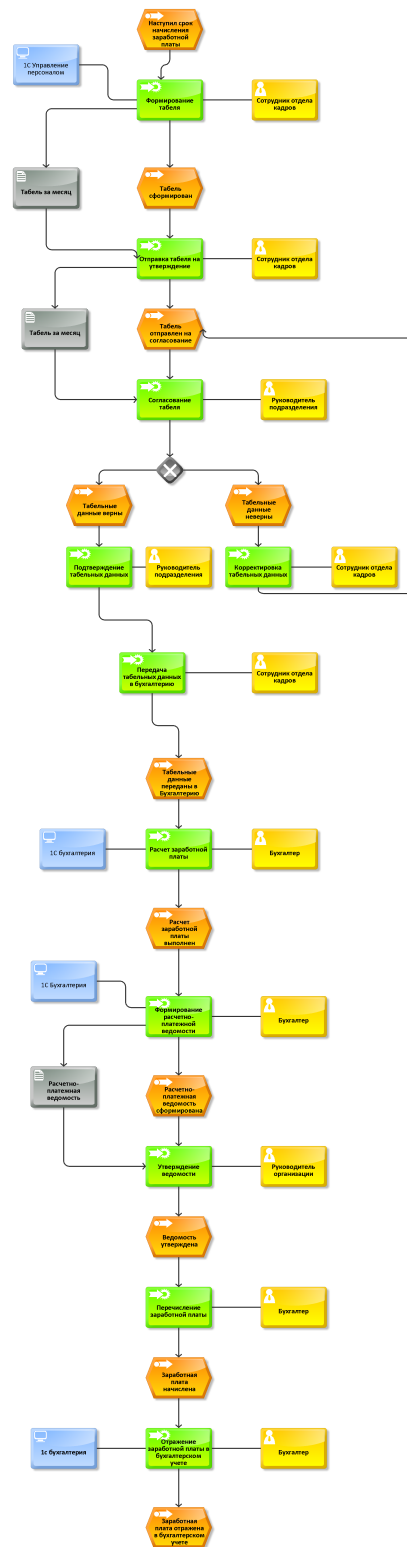 Наступил срок
начисления
заработной
платы
1С Управление
персоналом
Формирование
табеля
Сотрудник отдела
кадров
Табель за месяц
Табель
сформирован
Отправка табеля на
утверждение
Сотрудник отдела
кадров
Табель за месяц
Табель
отправлен на
согласование
Согласование
табеля
Руководитель
подразделения
Табельные
данные верны
Табельные
данные
неверны
Подтверждение
табельных данных
Руководитель
подразделения
Корректировка
табельных данных
Сотрудник отдела
кадров
Передача
табельных данных
в бухгалтерию
Сотрудник отдела
кадров
Табельные
данные
переданы в
Бухгалтерию
1С бухгалтерия
Расчет заработной
платы
Бухгалтер
Расчет
заработной
платы
выполнен
1С Бухгалтерия
Формирование
расчетно-
платежной
ведомости
Бухгалтер
Расчетно-
платежная
ведомость
Расчетно-
платежная
ведомость
сформирована
Утверждение
ведомости
Руководитель
организации
Ведомость
утверждена
Перечисление
заработной платы
Бухгалтер
Заработная
плата
начислена
1с бухгалтерия
Отражение
заработной платы в
бухгалтерском
учете
Бухгалтер
Заработная
плата отражена
в бухгалтерском
учете